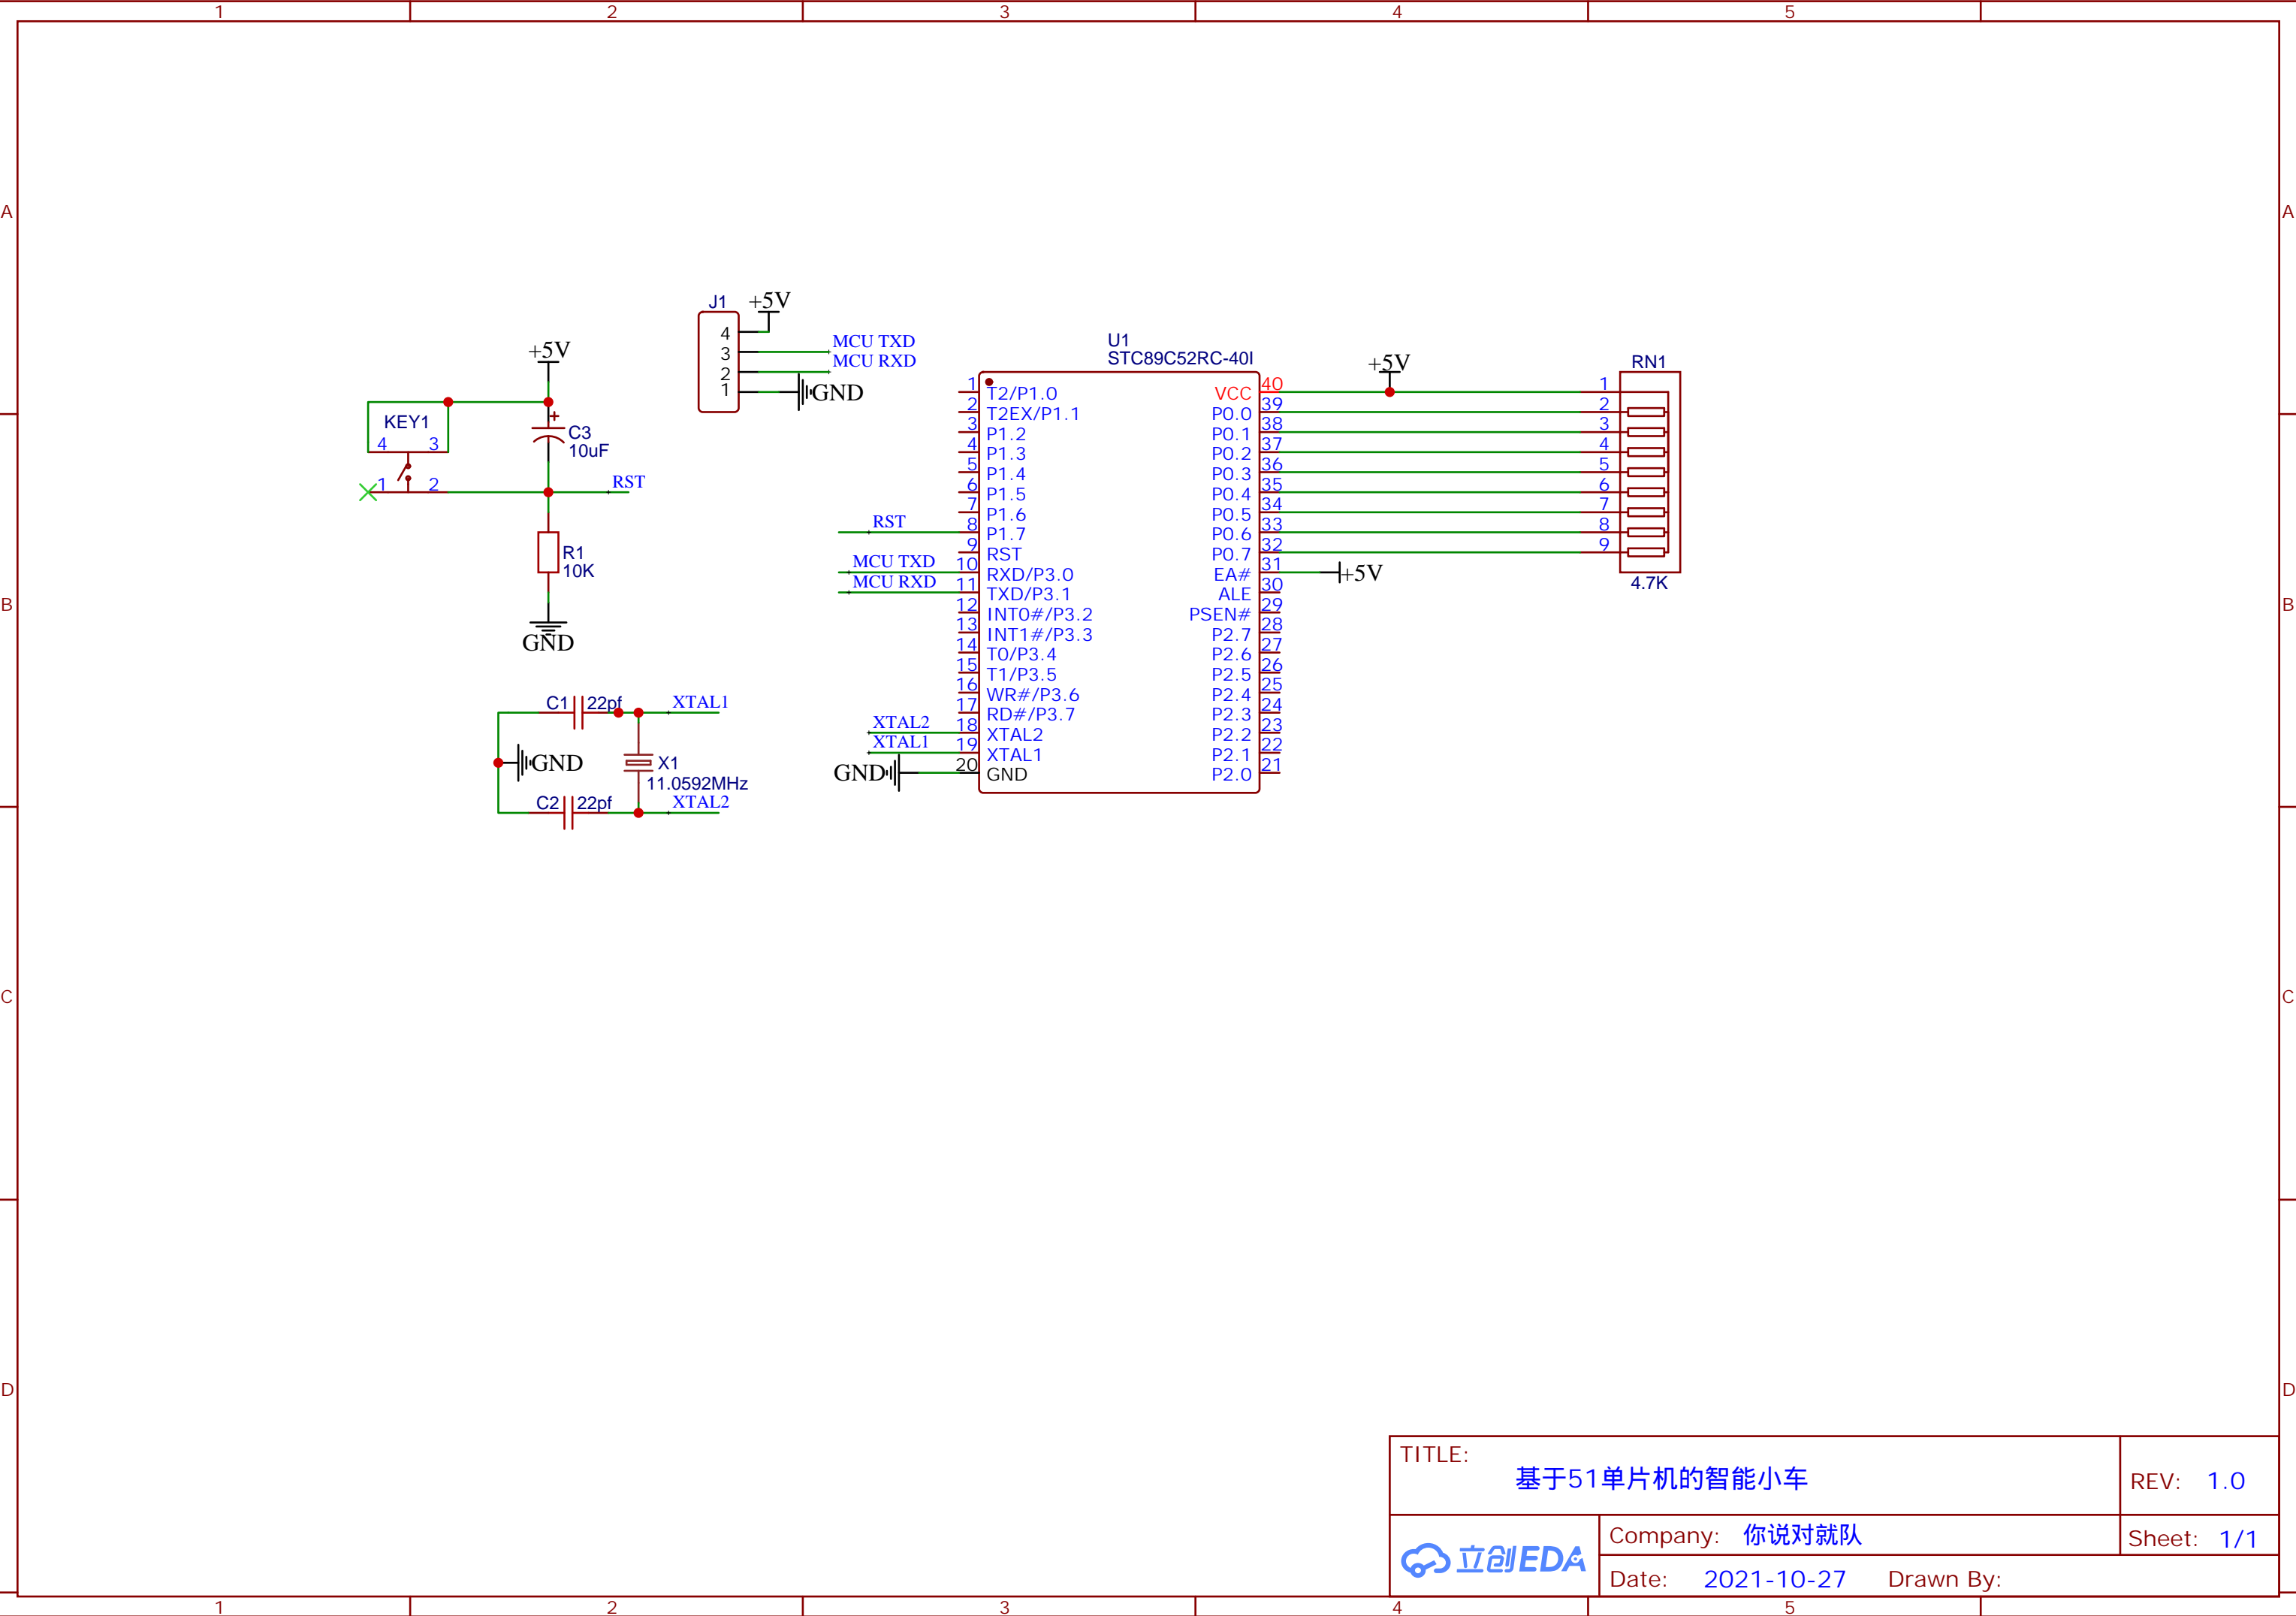 1 2 3 4 5
A A
B B
C C
D D
+5V
KEY1
4 3
1 2
+
C3
10uF
RST
R1
10K
GND
J1
+5V
4
3
2
1
MCU TXD
MCU RXD
GND
C1 22pf
XTAL1
GND
X1
11.0592MHz
C2 22pf
XTAL2
U1
STC89C52RC-40I
RST
MCU TXD
MCU RXD
XTAL2
XTAL1
GND
1 T2/P1.0
2 T2EX/P1.1
3 P1.2
4 P1.3
5 P1.4
6 P1.5
7 P1.6
8 P1.7
9 RST
10 RXD/P3.0
11 TXD/P3.1
12 INT0#/P3.2
13 INT1#/P3.3
14 T0/P3.4
15 T1/P3.5
16 WR#/P3.6
17 RD#/P3.7
18 XTAL2
19 XTAL1
20 GND
VCC 40
P0.0 39
P0.1 38
P0.2 37
P0.3 36
P0.4 35
P0.5 34
P0.6 33
P0.7 32
EA# 31
ALE 30
PSEN# 29
P2.7 28
P2.6 27
P2.5 26
P2.4 25
P2.3 24
P2.2 23
P2.1 22
P2.0 21
+5V
+5V
RN1
1
2
3
4
5
6
7
8
9
4.7K
TITLE:
基于51单片机的智能小车
REV: 1.0
立创EDA
Company: 你说对就队
Sheet: 1/1
Date: 2021-10-27 Drawn By:
1 2 3 4 5